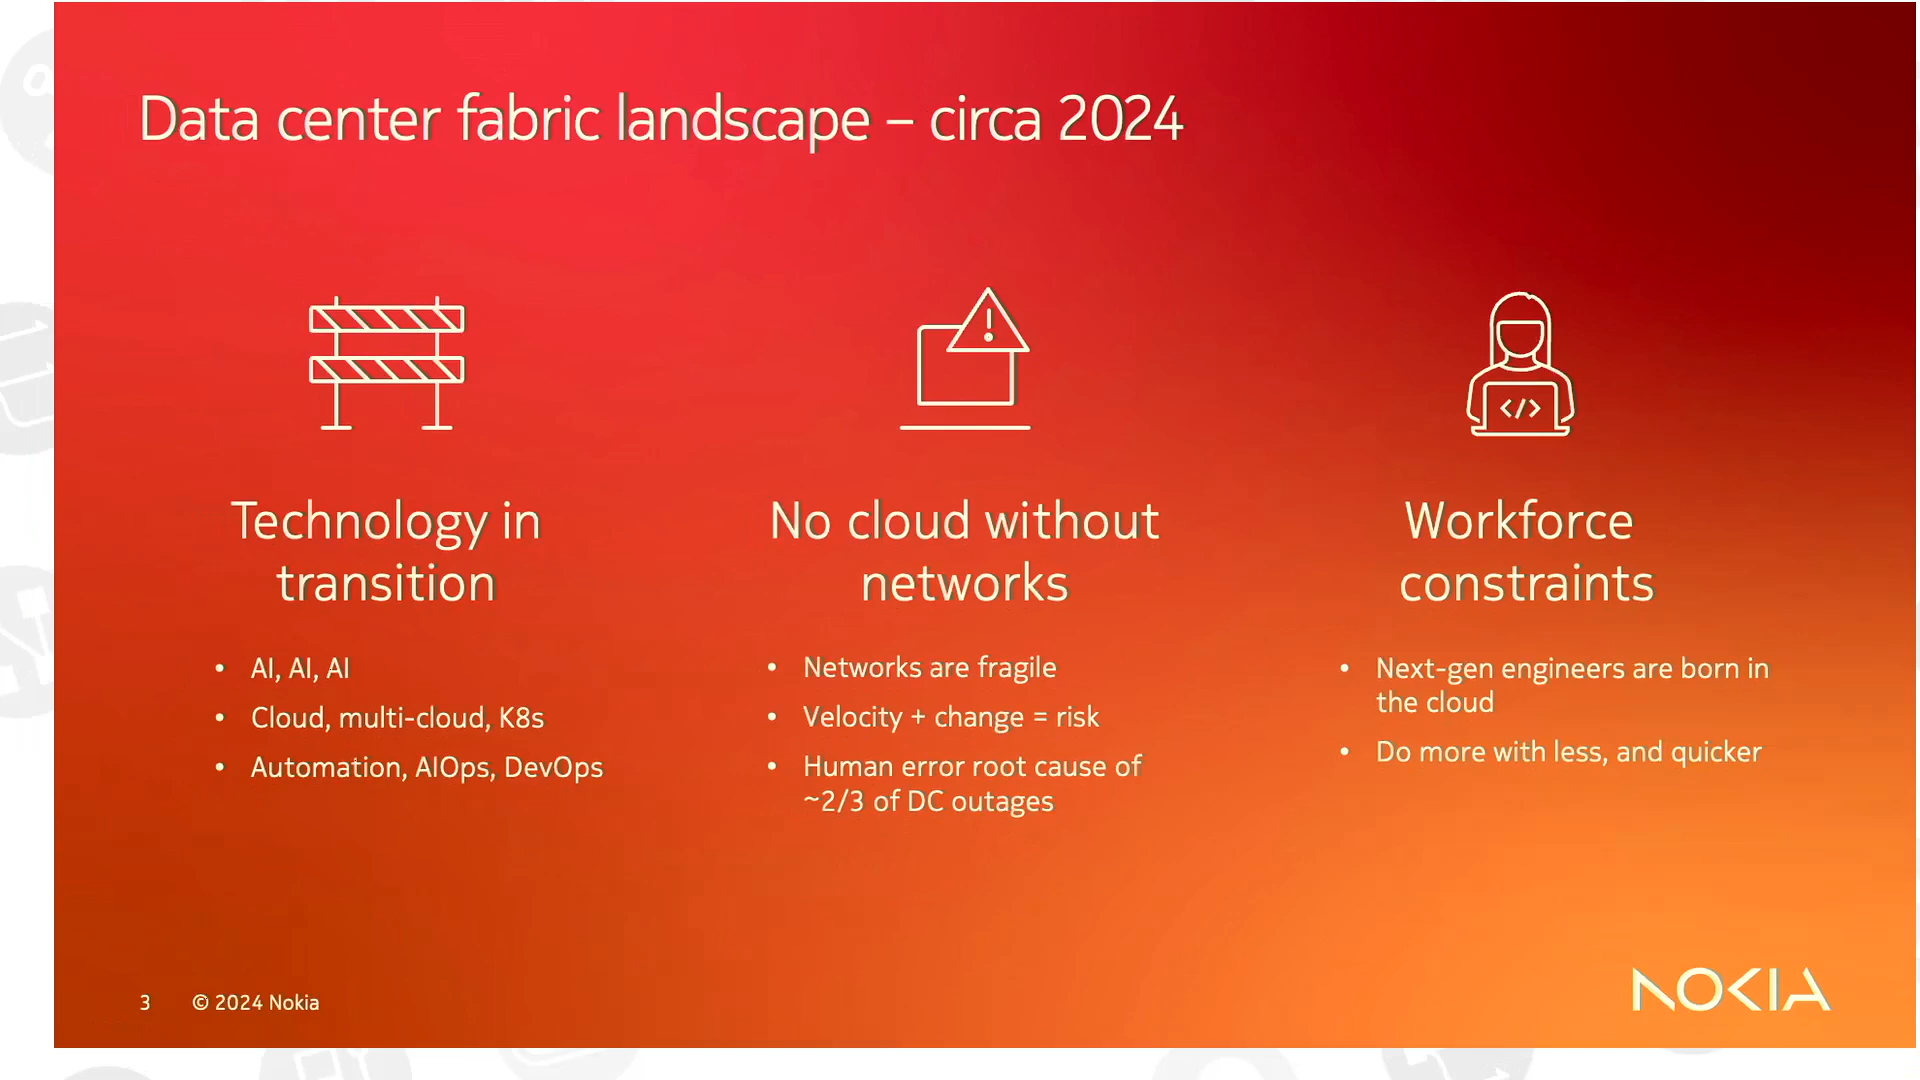 Data center fabric landscape – circa 2024
Technology in
transition
• AI, AI, AI
• Cloud, multi-cloud, K8s
• Automation, AIOps, DevOps
No cloud without
networks
• Networks are fragile
• Velocity + change = risk
• Human error root cause of
~2/3 of DC outages
Workforce
constraints
• Next-gen engineers are born in
the cloud
• Do more with less, and quicker
</>
3 © 2024 Nokia
NOKIA